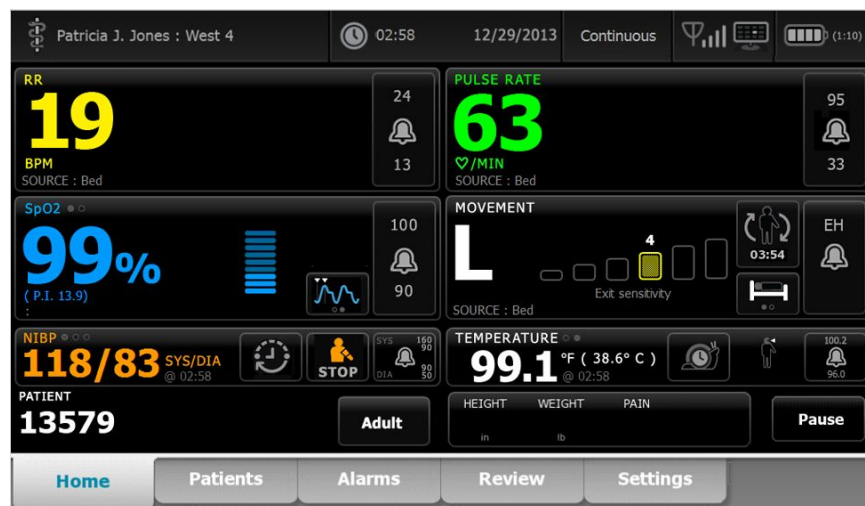 Patricia J. Jones : West 4
02:58
12/29/2013
Continuous
(1:10)
RR
19
BPM
SOURCE : Bed
24
13
PULSE RATE
63
/MIN
SOURCE : Bed
95
33
SpO2
99%
( P.I. 13.9)
:
100
90
MOVEMENT
L
SOURCE : Bed
4
Exit sensitivity
03:54
EH
NIBP
118/83 SYS/DIA
@ 02:58
STOP
SYS 160
90
DIA 90
50
TEMPERATURE
99.1 °F ( 38.6° C )
@ 02:58
100.2
96.0
PATIENT
13579
Adult
HEIGHT WEIGHT PAIN
in lb
Pause
Home Patients Alarms Review Settings